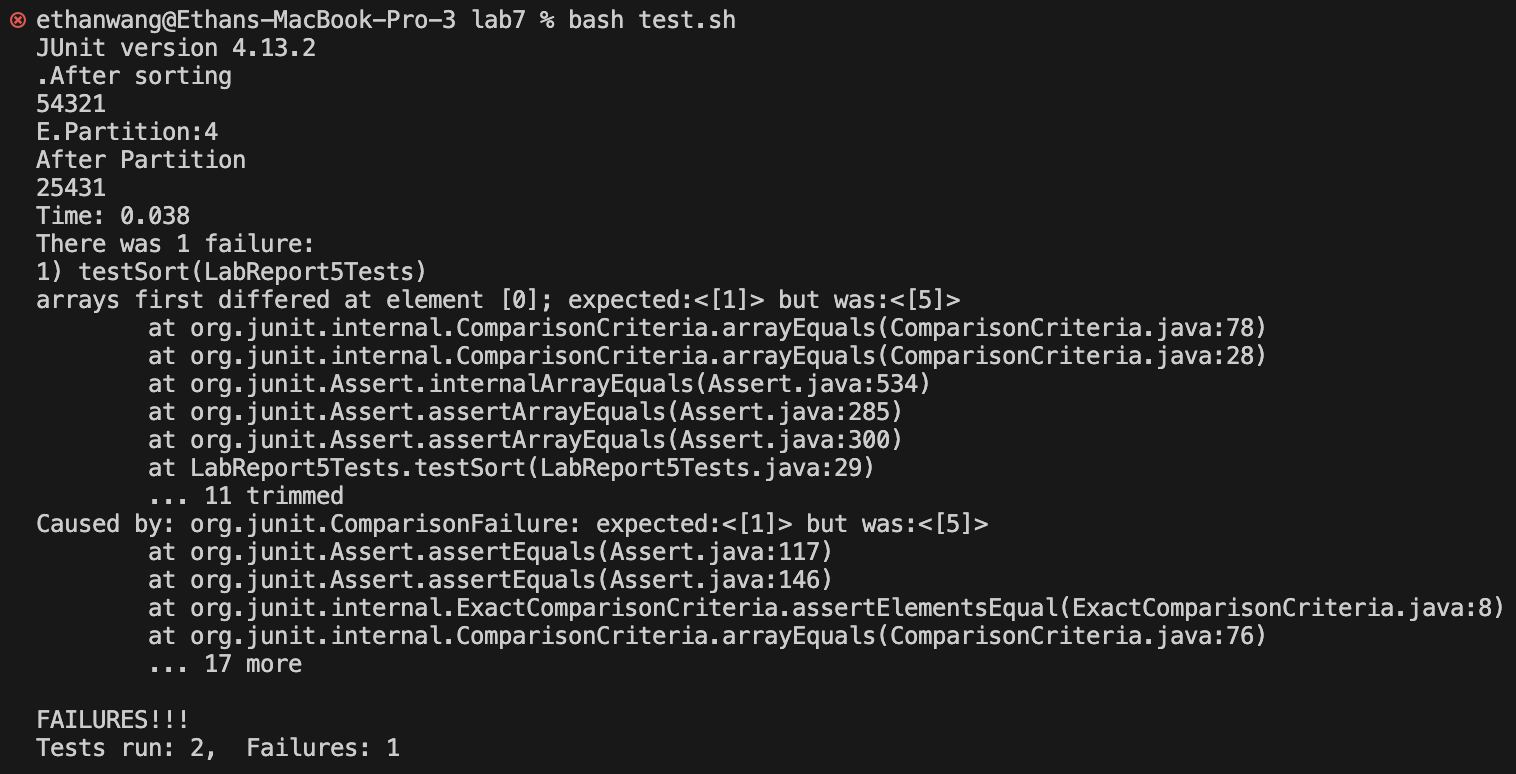 ethanwang@Ethans-MacBook-Pro-3 lab7 % bash test.sh
JUnit version 4.13.2
.After sorting
54321
E.Partition:4
After Partition
25431
Time: 0.038
There was 1 failure:
1) testSort(LabReport5Tests)
arrays first differed at element [0]; expected:<[1]> but was:<[5]>
        at org.junit.internal.ComparisonCriteria.arrayEquals(ComparisonCriteria.java:78)
        at org.junit.internal.ComparisonCriteria.arrayEquals(ComparisonCriteria.java:28)
        at org.junit.Assert.internalArrayEquals(Assert.java:534)
        at org.junit.Assert.assertArrayEquals(Assert.java:285)
        at org.junit.Assert.assertArrayEquals(Assert.java:300)
        at LabReport5Tests.testSort(LabReport5Tests.java:29)
        ... 11 trimmed
Caused by: org.junit.ComparisonFailure: expected:<[1]> but was:<[5]>
        at org.junit.Assert.assertEquals(Assert.java:117)
        at org.junit.Assert.assertEquals(Assert.java:146)
        at org.junit.internal.ExactComparisonCriteria.assertElementsEqual(ExactComparisonCriteria.java:8)
        at org.junit.internal.ComparisonCriteria.arrayEquals(ComparisonCriteria.java:76)
        ... 17 more

FAILURES!!!
Tests run: 2,  Failures: 1